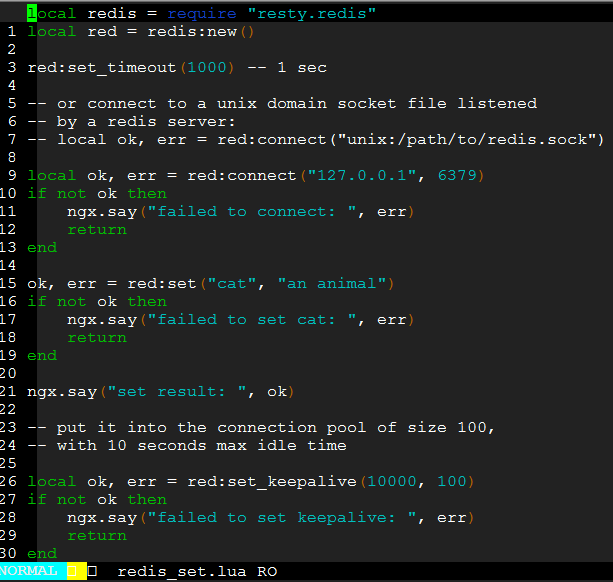 local redis = require "resty.redis"
1 local red = redis:new()
2
3 red:set_timeout(1000) -- 1 sec
4
5 -- or connect to a unix domain socket file listened
6 -- by a redis server:
7 -- local ok, err = red:connect("unix:/path/to/redis.sock")
8
9 local ok, err = red:connect("127.0.0.1", 6379)
10 if not ok then
11     ngx.say("failed to connect: ", err)
12     return
13 end
14
15 ok, err = red:set("cat", "an animal")
16 if not ok then
17     ngx.say("failed to set cat: ", err)
18     return
19 end
20
21 ngx.say("set result: ", ok)
22
23 -- put it into the connection pool of size 100,
24 -- with 10 seconds max idle time
25
26 local ok, err = red:set_keepalive(10000, 100)
27 if not ok then
28     ngx.say("failed to set keepalive: ", err)
29     return
30 end
NORMAL redis_set.lua RO